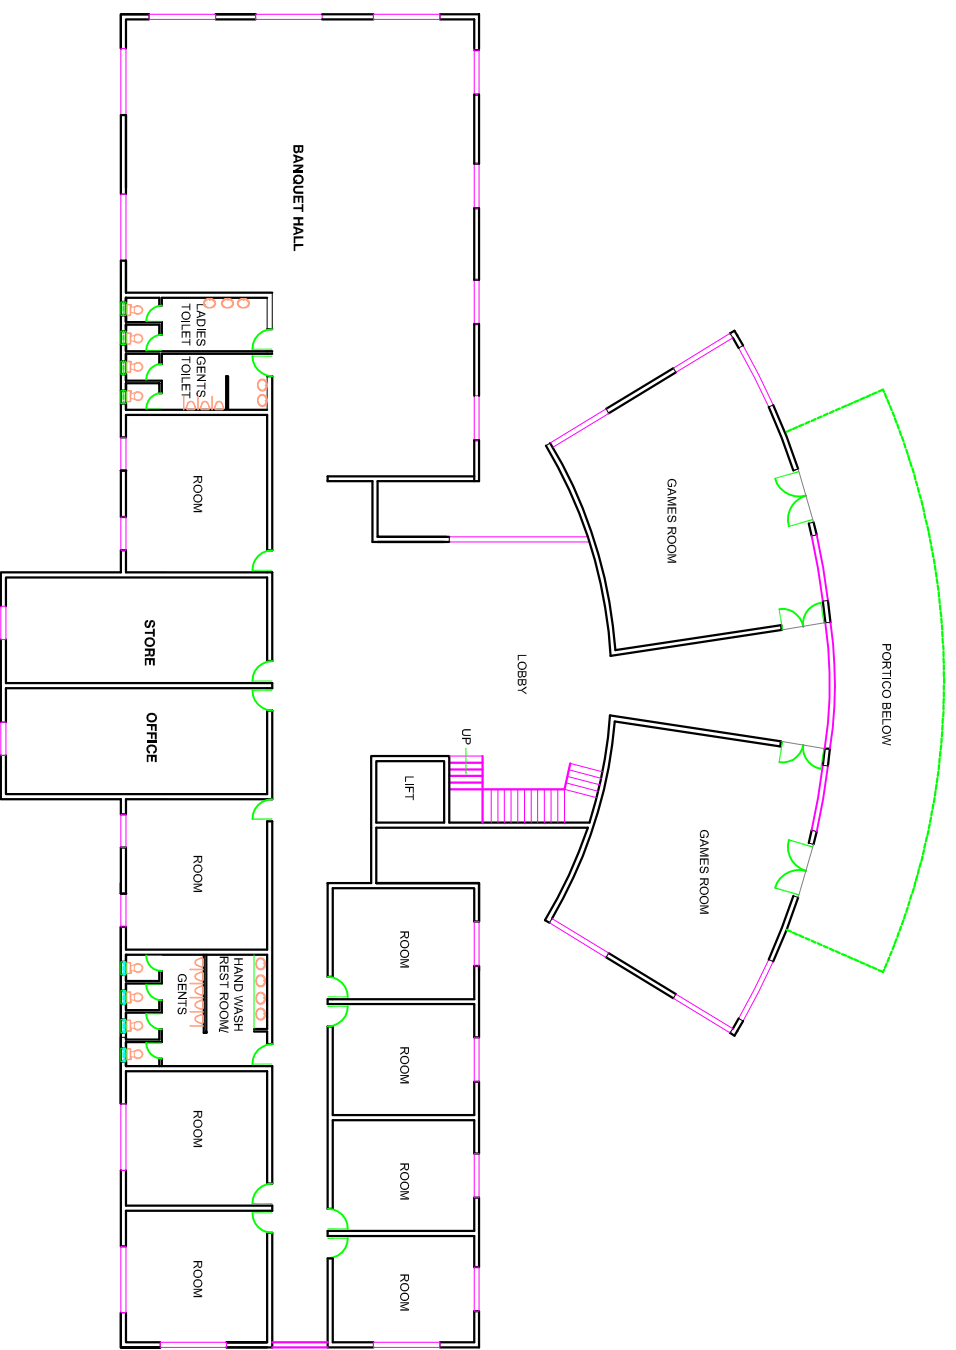 BANQUET HALL
LADIES
TOILET
GENTS
TOILET
ROOM
GAMES ROOM
STORE
LOBBY
PORTICO BELOW
OFFICE
UP
LIFT
ROOM
GAMES ROOM
ROOM
HAND WASH
REST ROOM/
GENTS
ROOM
ROOM
ROOM
ROOM
ROOM